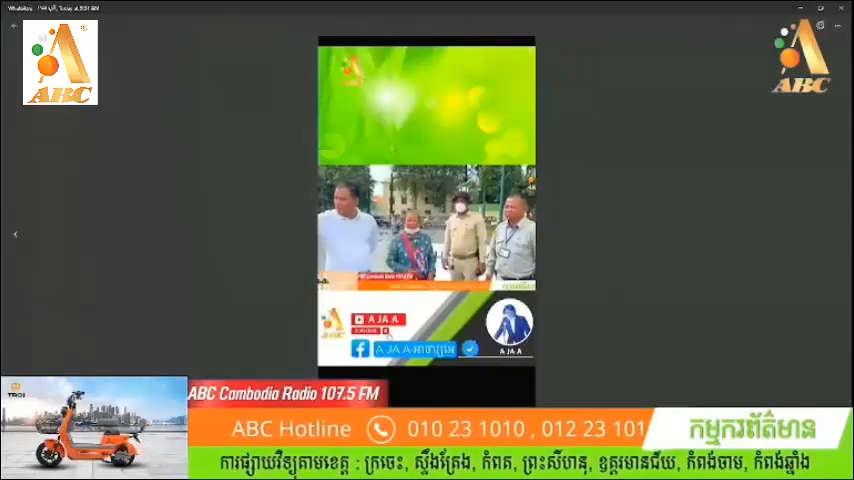 ABC
ABC
A JA A
A JA A-អាចារ្យអេ
A JA-A
TROI
ABC Cambodia Radio 107.5 FM
ABC Hotline 010 23 1010 , 012 23 101
កម្មករព័ត៌មាន
ការផ្សាយវិទ្យុតាមខេត្ត : ក្រចេះ, ស្ទឹងត្រែង, កំពត, ព្រះសីហនុ, ឧត្តរមានជ័យ, កំពង់ចាម, កំពង់ឆ្នាំង